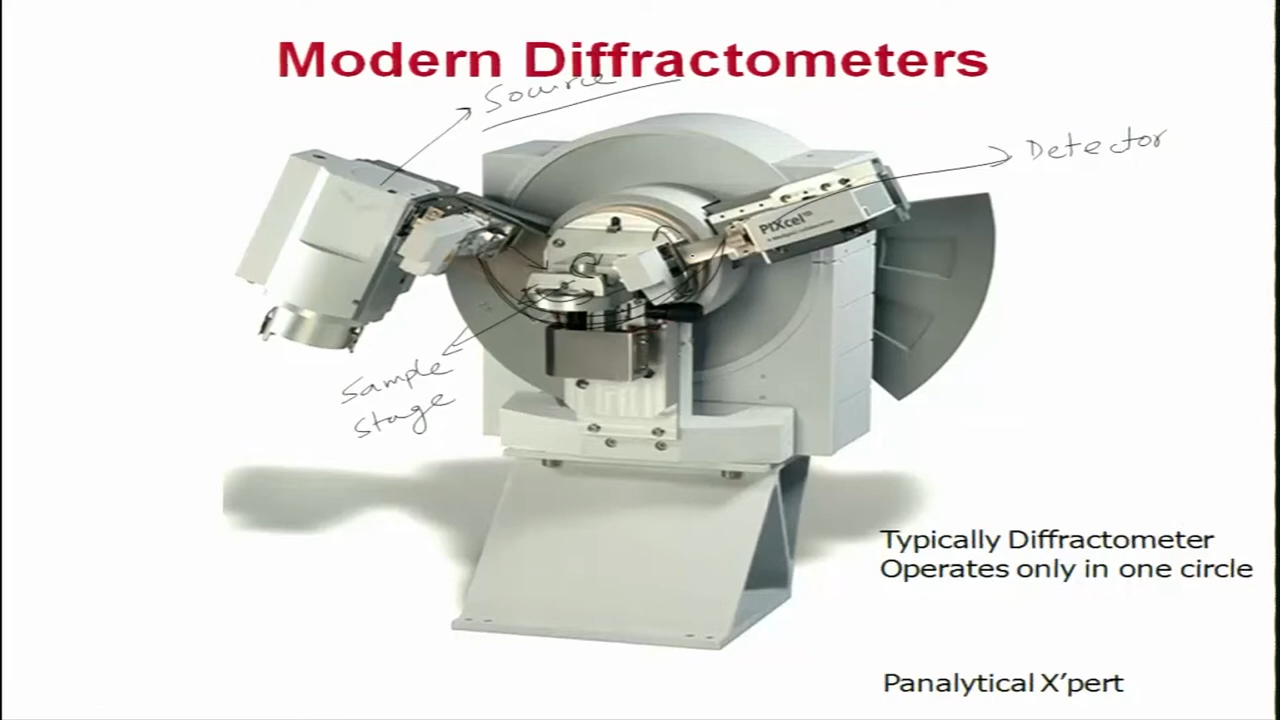 Modern Diffractometers
Source
Detector
PIXcel
Sample
Stage
Typically Diffractometer
Operates only in one circle
Panalytical X'pert